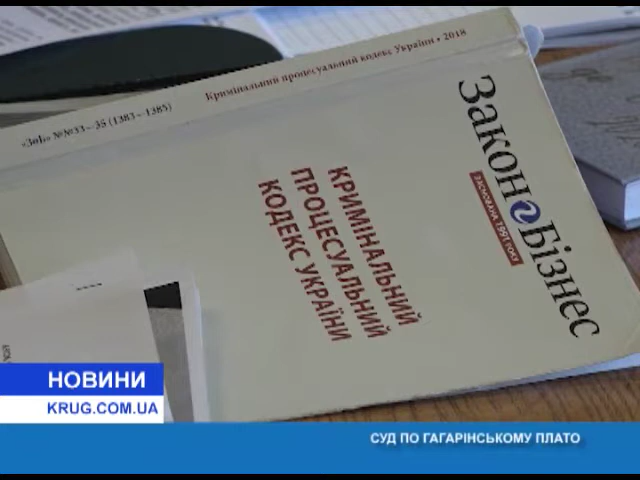 Кримінальний процесуальний кодекс України • 2018
«ЗиБ» №№33—35 (1383—1385)
Закон
Бізнес
ЗАСНОВАНА 1991 РОКУ
КРИМІНАЛЬНИЙ
ПРОЦЕСУАЛЬНИЙ
КОДЕКС УКРАЇНИ
НОВИНИ
KRUG.COM.UA
СУД ПО ГАГАРІНСЬКОМУ ПЛАТО